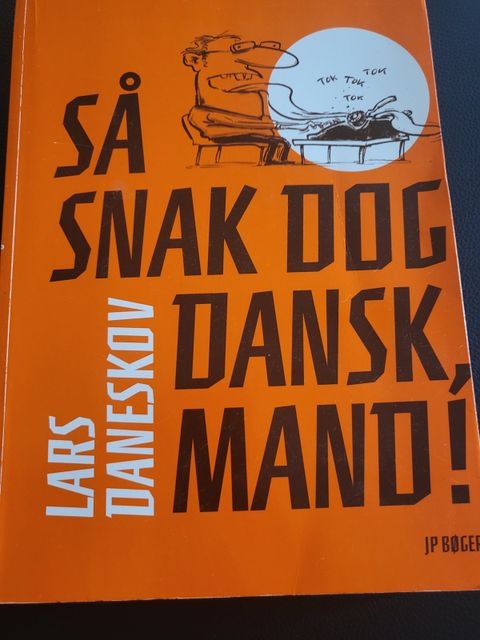 TOK TOK TOK
TOK
SÅ
SNAK DOG
DANSK,
MAND!
LARS
DANESKOV
JP BØGER